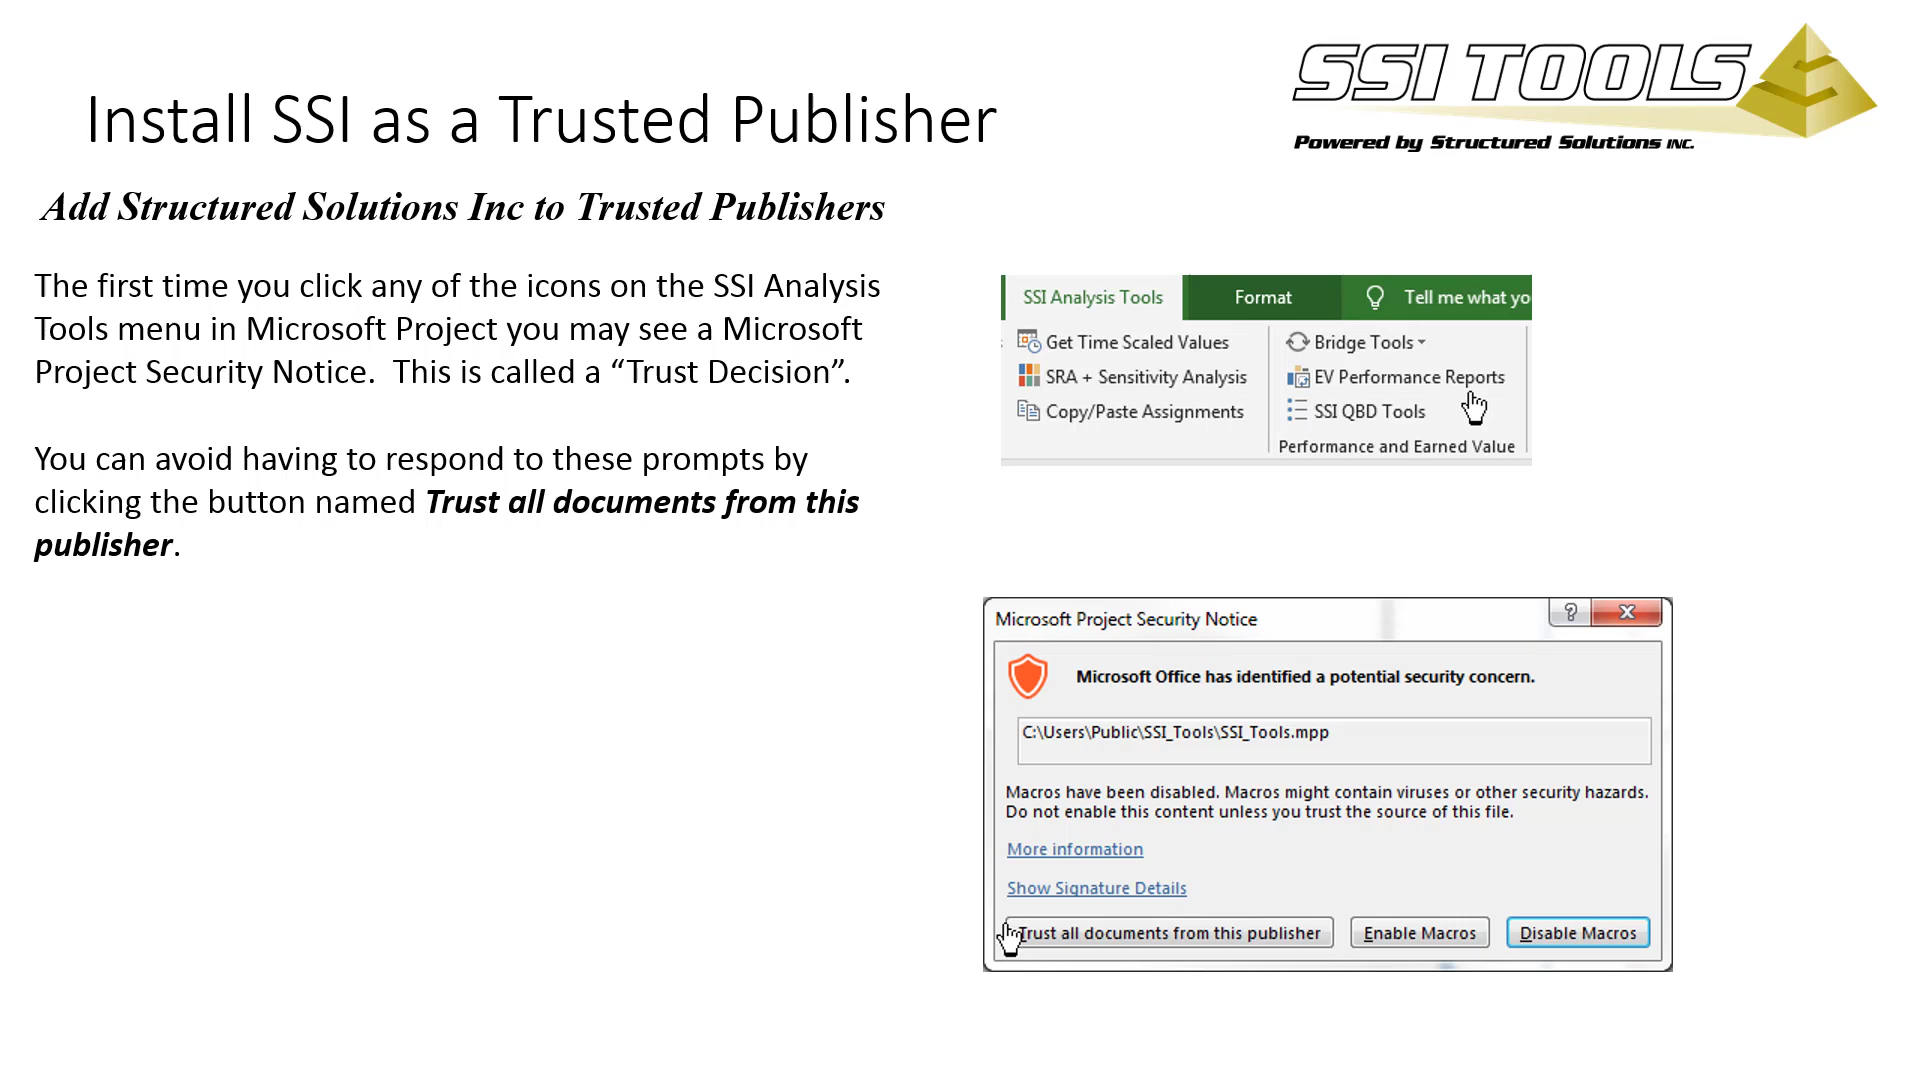 SSI TOOLS
Powered by Structured Solutions INC.
Install SSI as a Trusted Publisher
Add Structured Solutions Inc to Trusted Publishers
The first time you click any of the icons on the SSI Analysis
Tools menu in Microsoft Project you may see a Microsoft
Project Security Notice.  This is called a “Trust Decision”.
You can avoid having to respond to these prompts by
clicking the button named Trust all documents from this
publisher.
SSI Analysis Tools
Format
Tell me what yo
Get Time Scaled Values
SRA + Sensitivity Analysis
Copy/Paste Assignments
Bridge Tools
EV Performance Reports
SSI QBD Tools
Performance and Earned Value
Microsoft Project Security Notice
Microsoft Office has identified a potential security concern.
C:\Users\Public\SSI_Tools\SSI_Tools.mpp
Macros have been disabled. Macros might contain viruses or other security hazards.
Do not enable this content unless you trust the source of this file.
More information
Show Signature Details
Trust all documents from this publisher
Enable Macros
Disable Macros